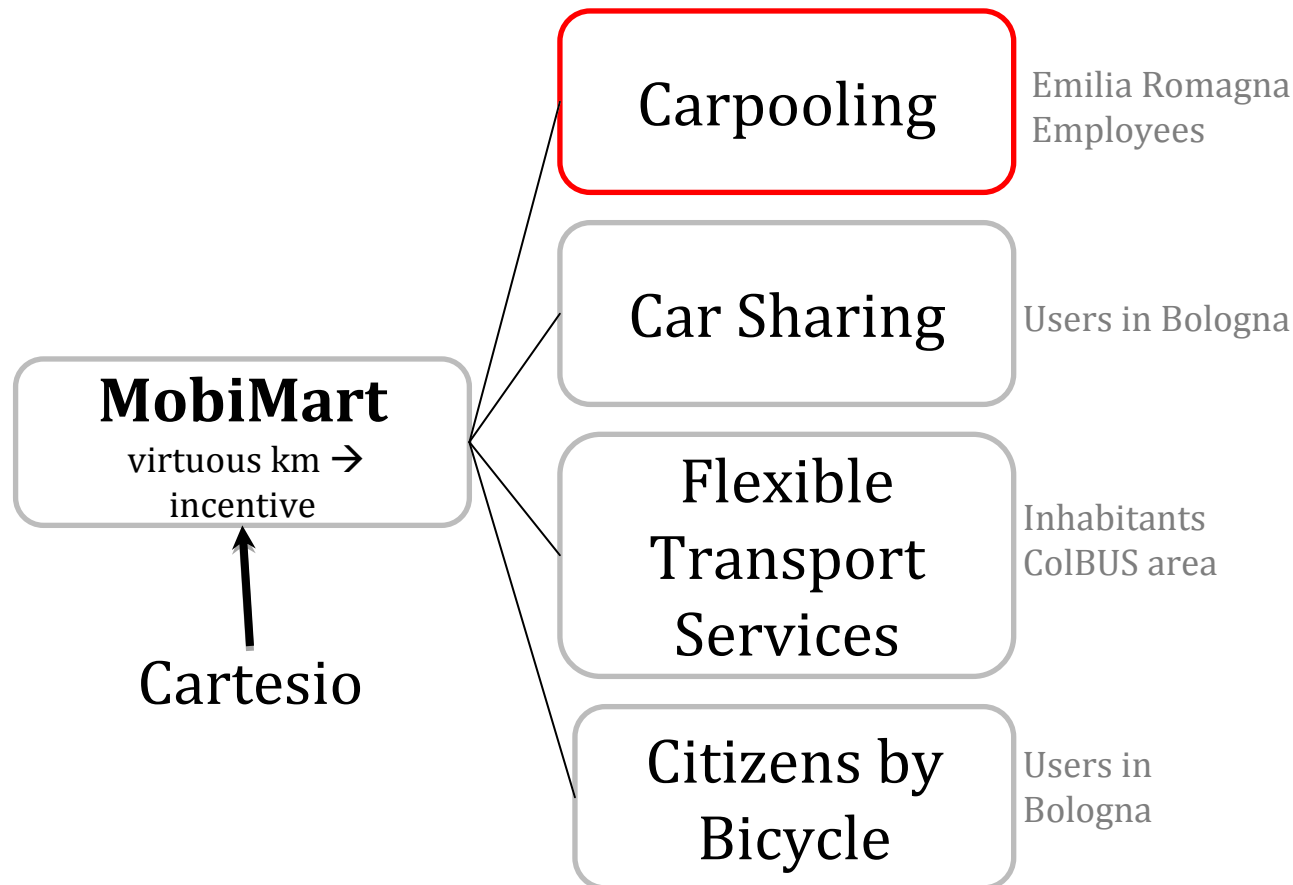 Carpooling
Emilia Romagna
Employees
Car Sharing
Users in Bologna
MobiMart
virtuous km →
incentive
Flexible
Transport
Services
Inhabitants
ColBUS area
Cartesio
Citizens by
Bicycle
Users in
Bologna